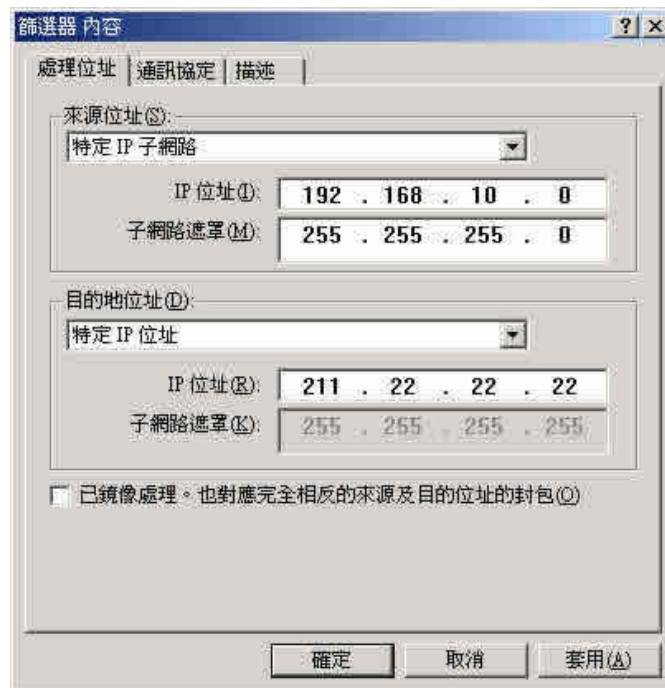 篩選器 內容
處理位址 通訊協定 描述
來源位址(S):
特定 IP 子網路
IP 位址(I): 192 . 168 . 10 . 0
子網路遮罩(M): 255 . 255 . 255 . 0
目的地位址(D):
特定 IP 位址
IP 位址(R): 211 . 22 . 22 . 22
子網路遮罩(K): 255 . 255 . 255 . 255
已鏡像處理。也對應完全相反的來源及目的位址的封包(O)
確定 取消 套用(A)